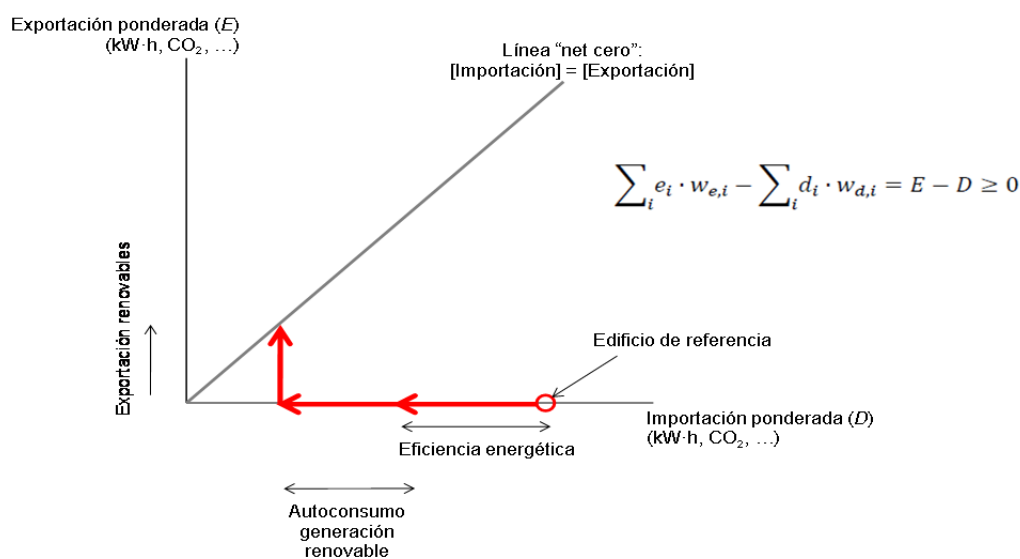 Exportación ponderada (E)
(kW·h, CO₂, ...)
Línea “net cero”:
[Importación] = [Exportación]
∑ᵢ eᵢ · w_{e,i} − ∑ᵢ dᵢ · w_{d,i} = E − D ≥ 0
Exportación renovables
Edificio de referencia
Importación ponderada (D)
(kW·h, CO₂, ...)
Eficiencia energética
Autoconsumo
generación
renovable